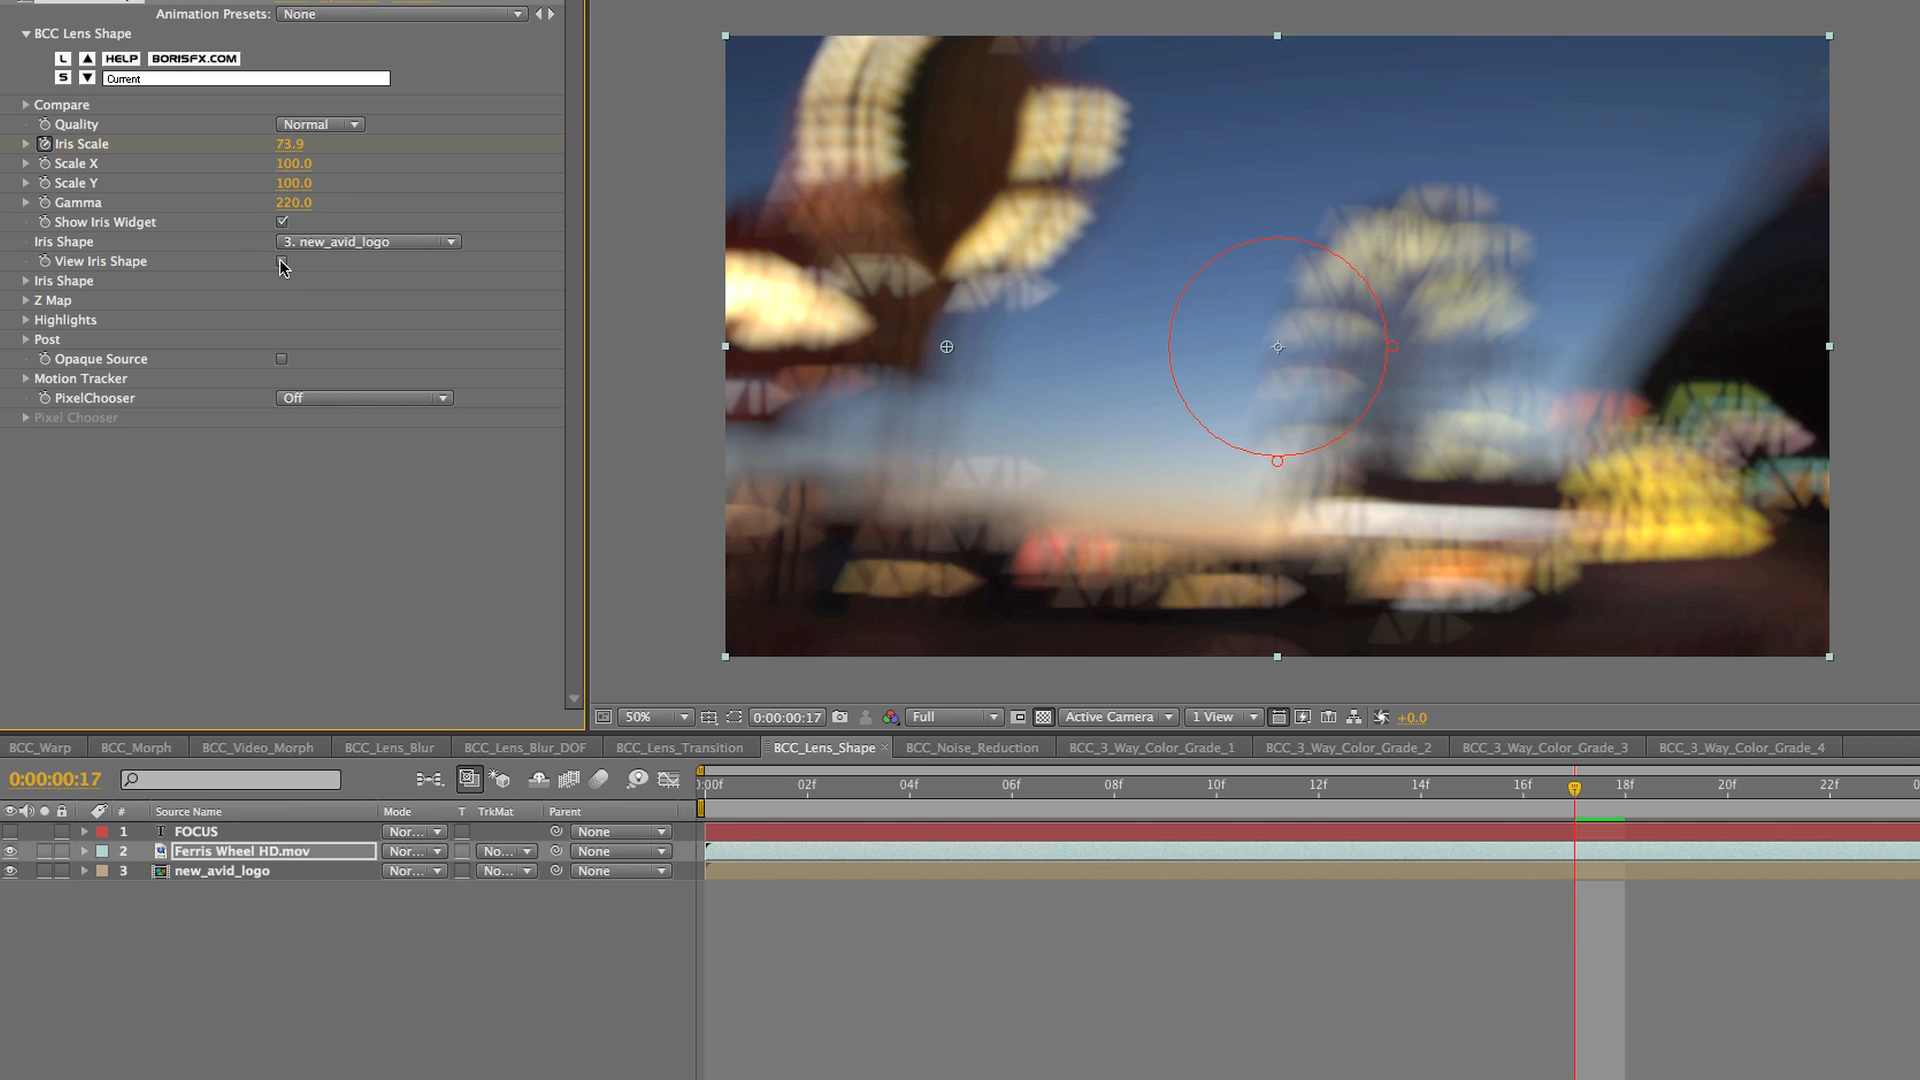 Animation Presets: None
BCC Lens Shape
L HELP BORISFX.COM
S Current
Compare
Quality Normal
Iris Scale 73.9
Scale X 100.0
Scale Y 100.0
Gamma 220.0
Show Iris Widget
Iris Shape 3. new_avid_logo
View Iris Shape
Iris Shape
Z Map
Highlights
Post
Opaque Source
Motion Tracker
PixelChooser Off
Pixel Chooser
AVID
50% 0:00:00:17 Full Active Camera 1 View +0.0
BCC_Warp BCC_Morph BCC_Video_Morph BCC_Lens_Blur BCC_Lens_Blur_DOF BCC_Lens_Transition BCC_Lens_Shape BCC_Noise_Reduction BCC_3_Way_Color_Grade_1 BCC_3_Way_Color_Grade_2 BCC_3_Way_Color_Grade_3 BCC_3_Way_Color_Grade_4
0:00:00:17 :00f 02f 04f 06f 08f 10f 12f 14f 16f 18f 20f 22f
# Source Name Mode T TrkMat Parent
1 T FOCUS Nor... None
2 Ferris Wheel HD.mov Nor... No... None
3 new_avid_logo Nor... No... None